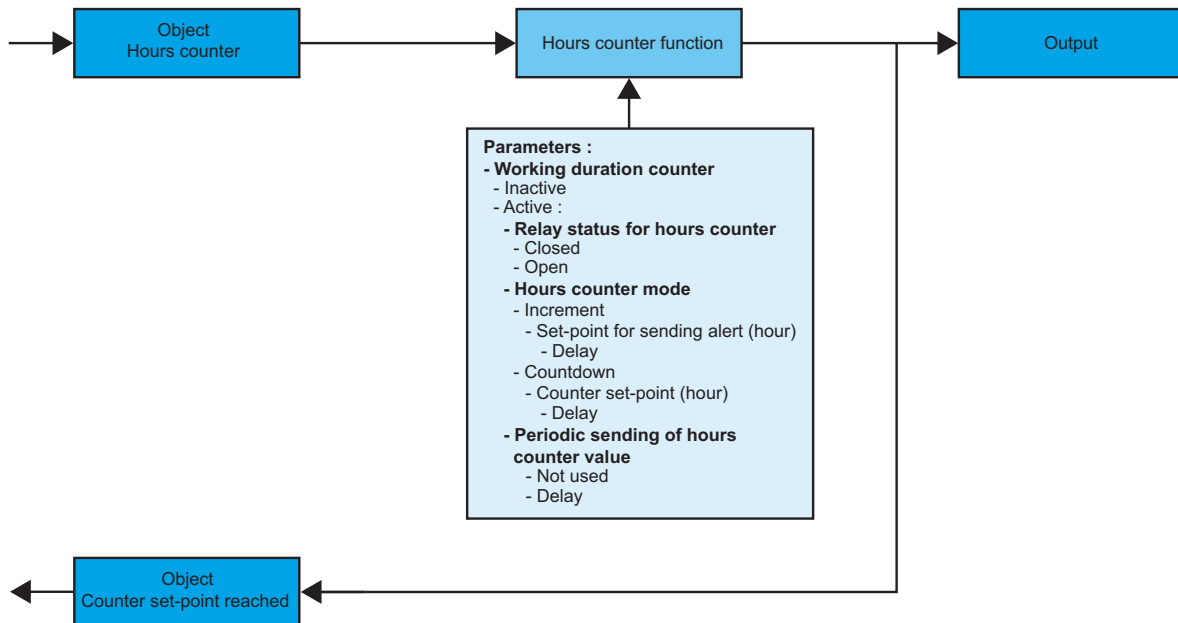 Object
Hours counter
Hours counter function
Output
Parameters :
- Working duration counter
- Inactive
- Active :
- Relay status for hours counter
- Closed
- Open
- Hours counter mode
- Increment
- Set-point for sending alert (hour)
- Delay
- Countdown
- Counter set-point (hour)
- Delay
- Periodic sending of hours
counter value
- Not used
- Delay
Object
Counter set-point reached